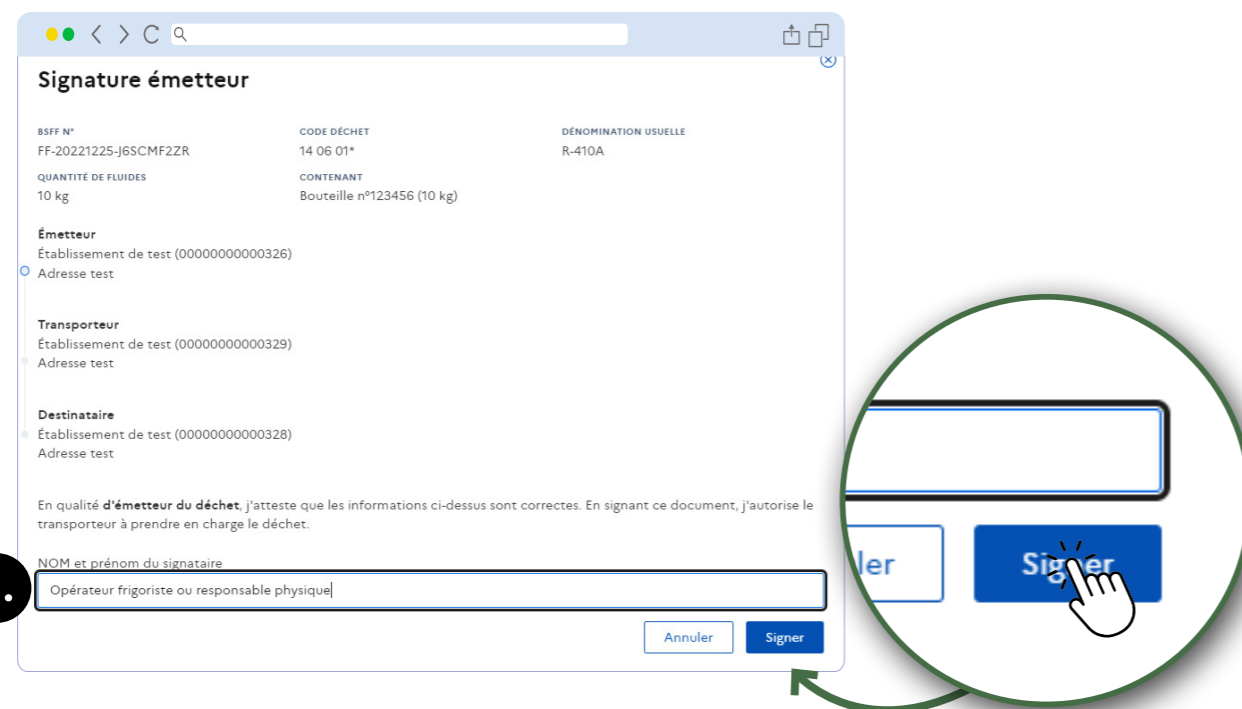 Signature émetteur
BSFF N° CODE DÉCHET DÉNOMINATION USUELLE
FF-20221225-J6SCMF2ZR 14 06 01* R-410A
QUANTITÉ DE FLUIDES CONTENANT
10 kg Bouteille n°123456 (10 kg)
Émetteur
Établissement de test (00000000000326)
Adresse test
Transporteur
Établissement de test (00000000000329)
Adresse test
Destinataire
Établissement de test (00000000000328)
Adresse test
En qualité d'émetteur du déchet, j'atteste que les informations ci-dessus sont correctes. En signant ce document, j'autorise le
transporteur à prendre en charge le déchet.
NOM et prénom du signataire
Opérateur frigoriste ou responsable physique
Annuler Signer
ler Signer